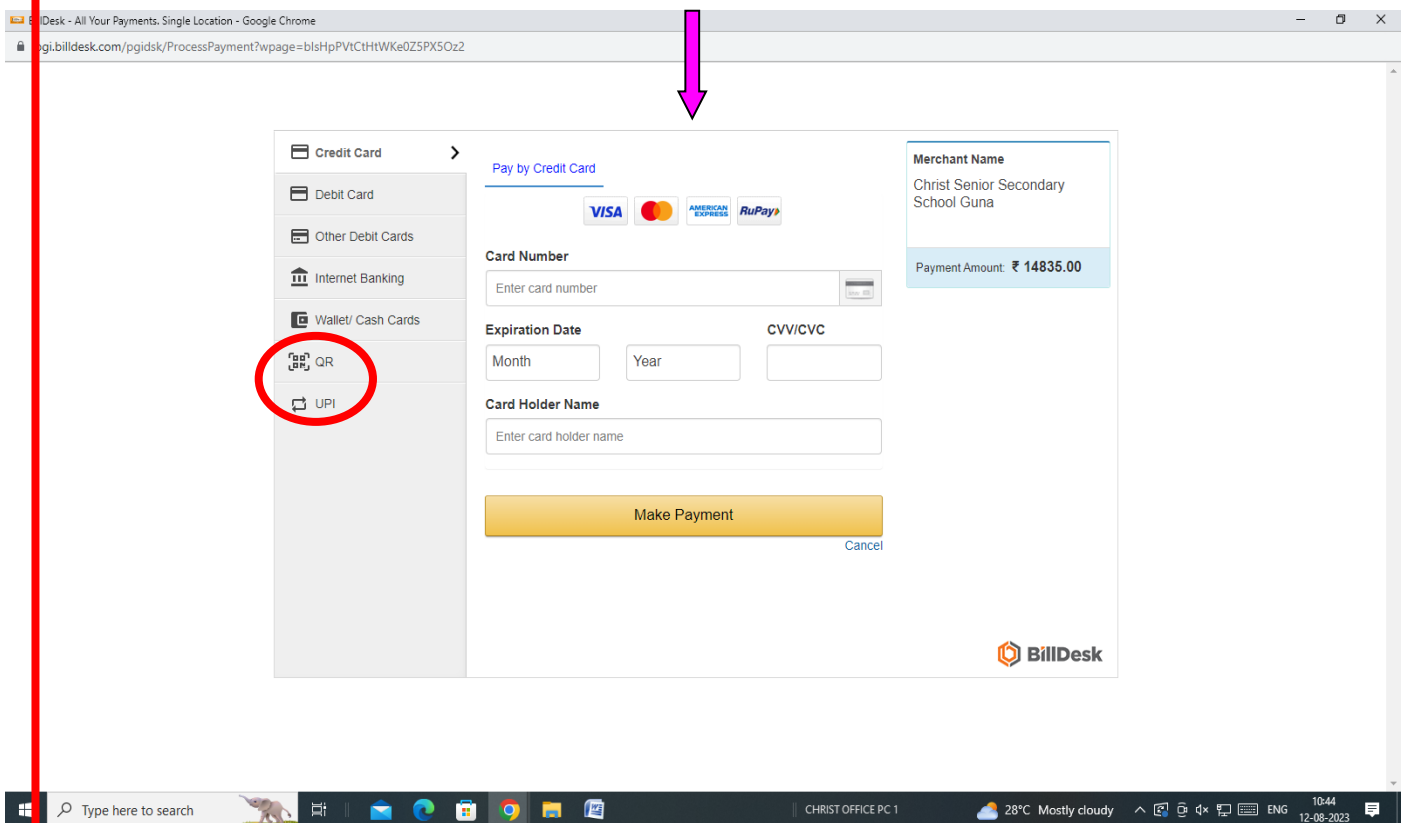 BillDesk - All Your Payments. Single Location - Google Chrome
pgi.billdesk.com/pgidsk/ProcessPayment?wpage=blsHpPVtCtHtWKe0Z5PX5Oz2
Credit Card
Debit Card
Other Debit Cards
Internet Banking
Wallet/ Cash Cards
QR
UPI
Pay by Credit Card
VISA
AMERICAN
EXPRESS
RuPay
Card Number
Enter card number
Expiration Date
CVV/CVC
Month
Year
Card Holder Name
Enter card holder name
Make Payment
Cancel
Merchant Name
Christ Senior Secondary
School Guna
Payment Amount: ₹ 14835.00
BillDesk
Type here to search
CHRIST OFFICE PC 1
28°C Mostly cloudy
ENG
10:44
12-08-2023